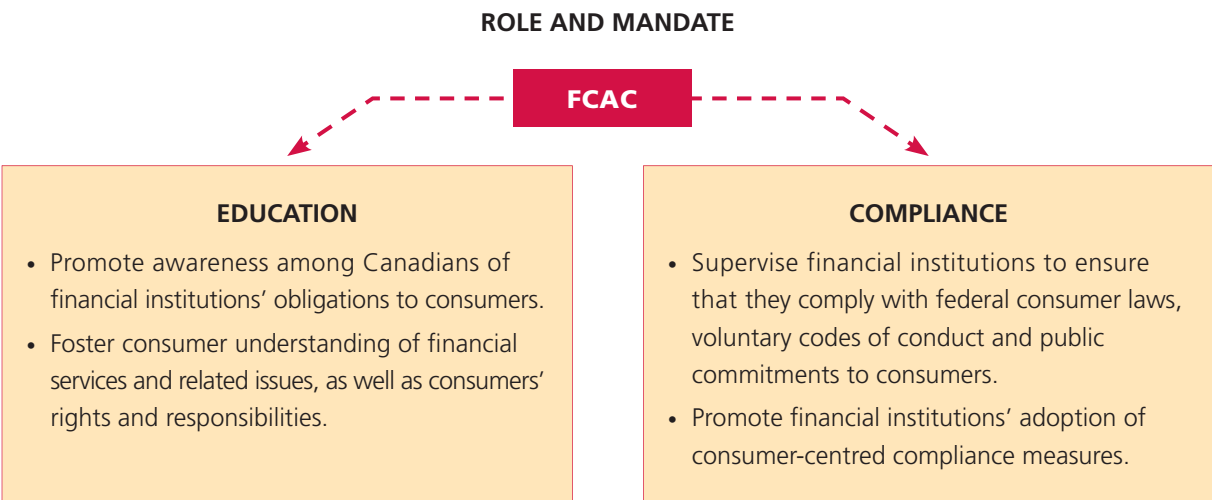 ROLE AND MANDATE
FCAC
EDUCATION
• Promote awareness among Canadians of
financial institutions’ obligations to consumers.
• Foster consumer understanding of financial
services and related issues, as well as consumers’
rights and responsibilities.
COMPLIANCE
• Supervise financial institutions to ensure
that they comply with federal consumer laws,
voluntary codes of conduct and public
commitments to consumers.
• Promote financial institutions’ adoption of
consumer-centred compliance measures.